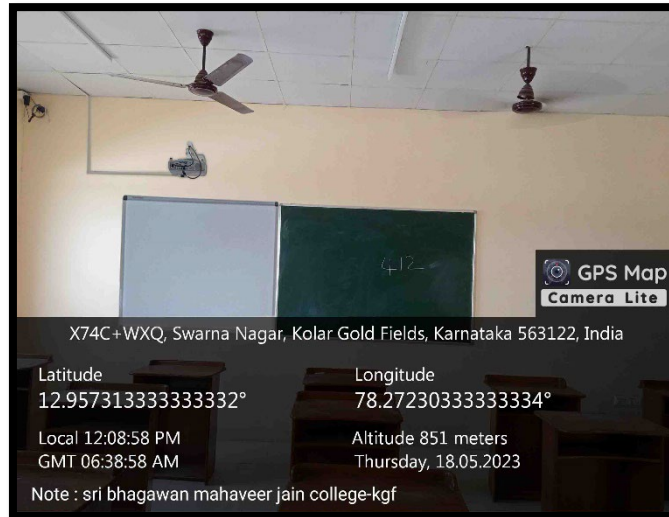 412
GPS Map
Camera Lite
X74C+WXQ, Swarna Nagar, Kolar Gold Fields, Karnataka 563122, India
Latitude
12.957313333333332°
Longitude
78.27230333333334°
Local 12:08:58 PM
GMT 06:38:58 AM
Altitude 851 meters
Thursday, 18.05.2023
Note : sri bhagawan mahaveer jain college-kgf